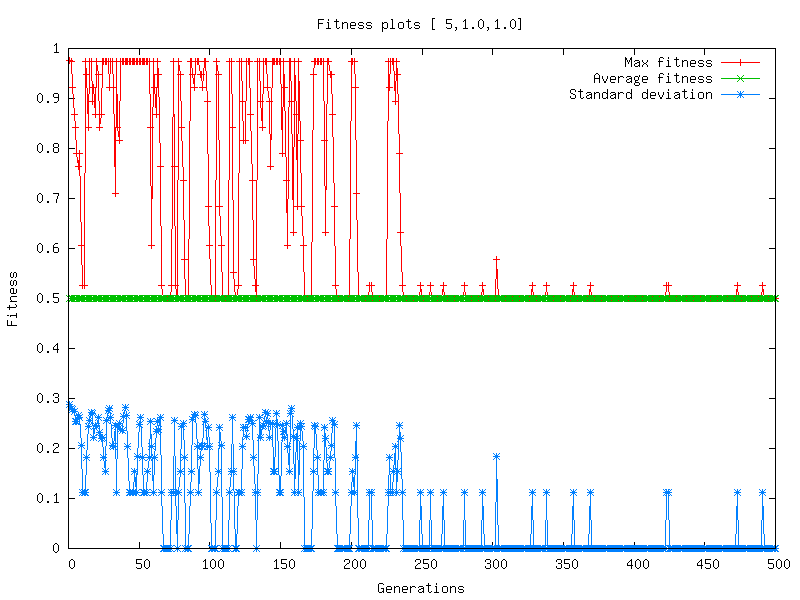 Fitness plots [ 5,1.0,1.0]
Max fitness
Average fitness
Standard deviation
1
0.9
0.8
0.7
0.6
0.5
0.4
0.3
0.2
0.1
0
Fitness
0 50 100 150 200 250 300 350 400 450 500
Generations